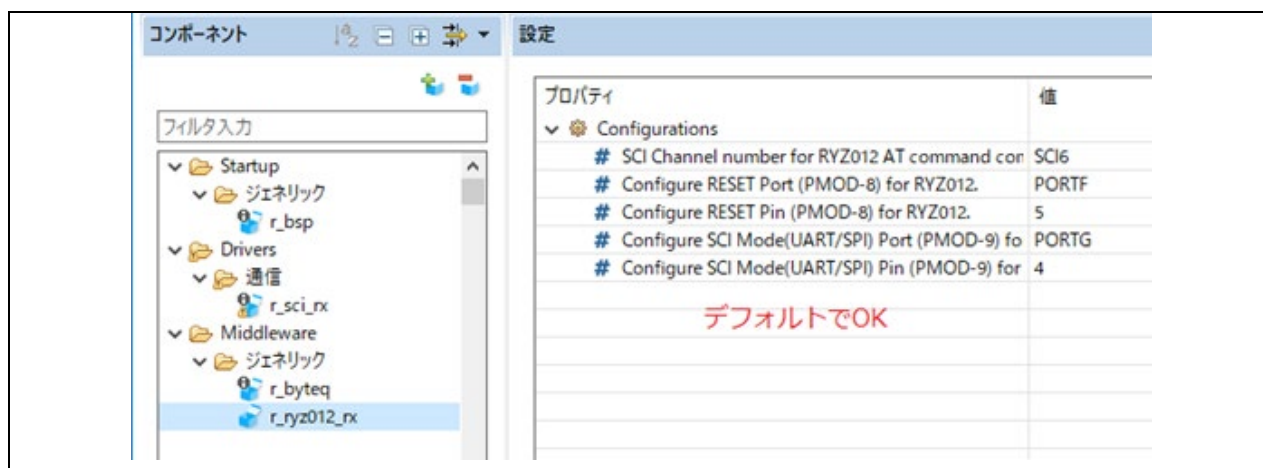 コンポーネント
フィルタ入力
Startup
ジェネリック
r_bsp
Drivers
通信
r_sci_rx
Middleware
ジェネリック
r_byteq
r_ryz012_rx
設定
プロパティ 値
Configurations
# SCI Channel number for RYZ012 AT command con SCI6
# Configure RESET Port (PMOD-8) for RYZ012. PORTF
# Configure RESET Pin (PMOD-8) for RYZ012. 5
# Configure SCI Mode(UART/SPI) Port (PMOD-9) fo PORTG
# Configure SCI Mode(UART/SPI) Pin (PMOD-9) for 4
デフォルトでOK